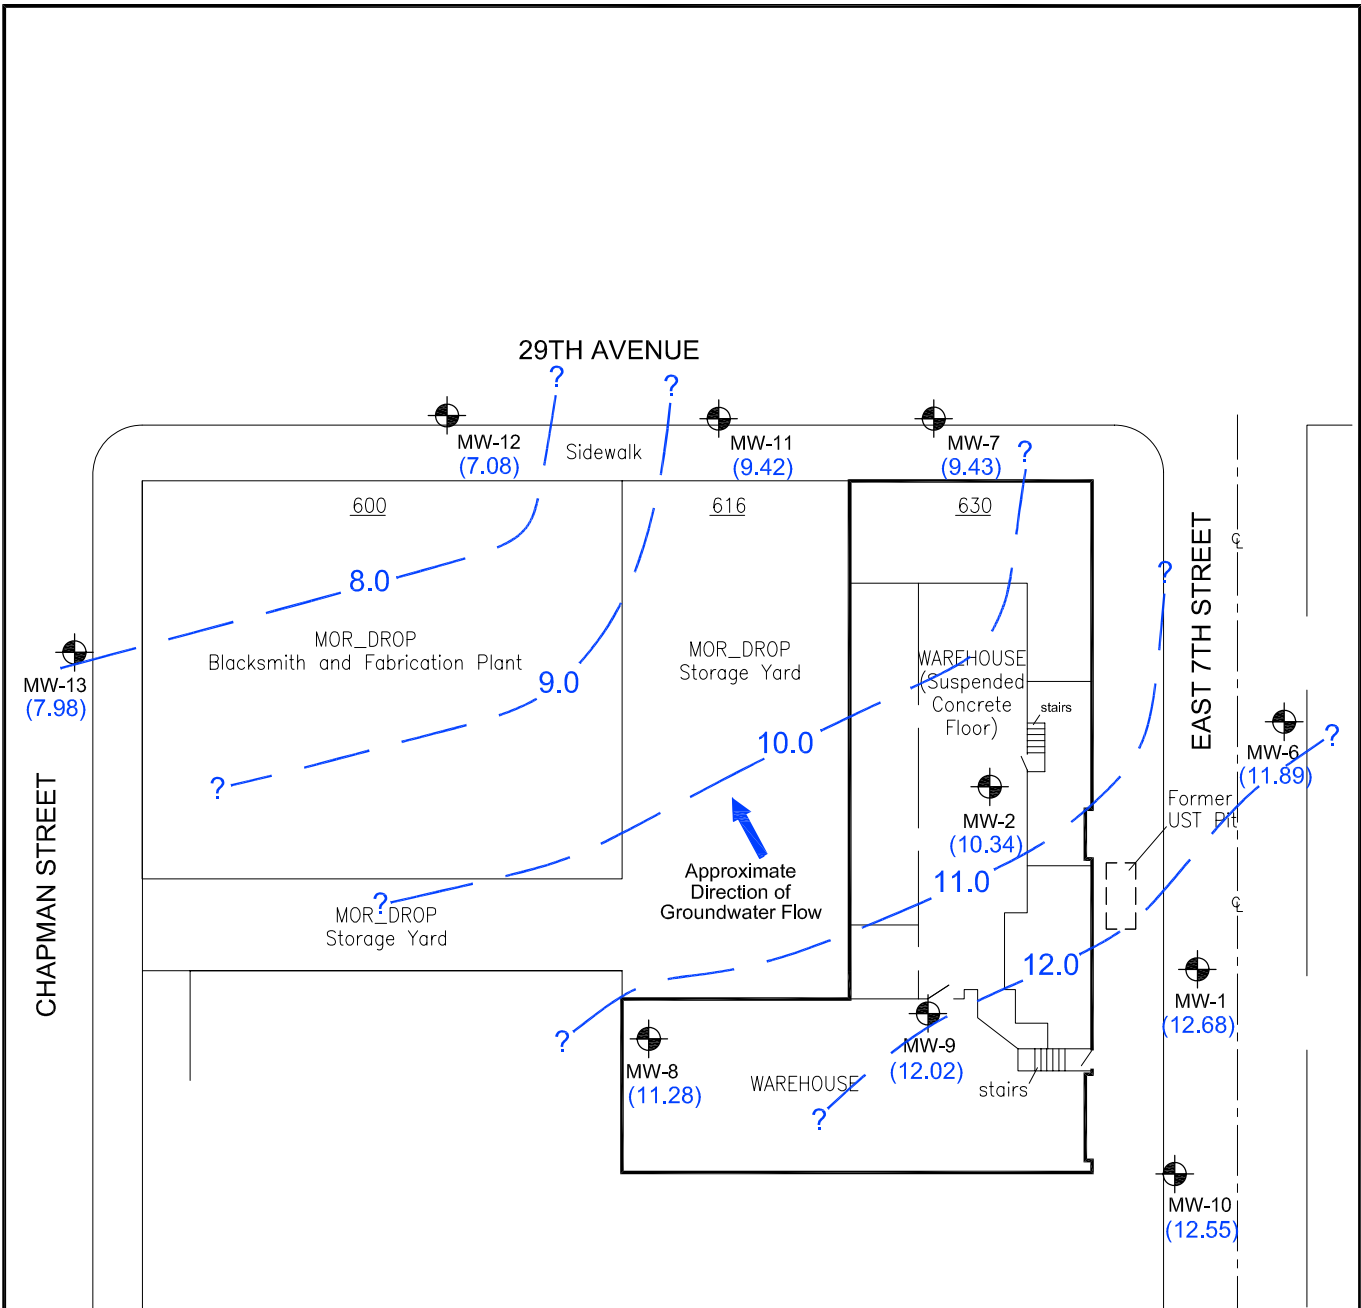 29TH AVENUE
?
?
MW-12
(7.08)
Sidewalk
MW-11
(9.42)
MW-7
(9.43)
?
600
616
630
8.0
?
EAST 7TH STREET
℄
MOR_DROP
Blacksmith and Fabrication Plant
MOR_DROP
Storage Yard
WAREHOUSE
(Suspended
Concrete
Floor)
stairs
MW-13
(7.98)
9.0
10.0
?
?
MW-6
(11.89)
Former
UST Pit
MW-2
(10.34)
CHAPMAN STREET
Approximate
Direction of
Groundwater Flow
11.0
?
MOR_DROP
Storage Yard
℄
12.0
MW-1
(12.68)
?
MW-8
(11.28)
MW-9
(12.02)
WAREHOUSE
stairs
?
MW-10
(12.55)